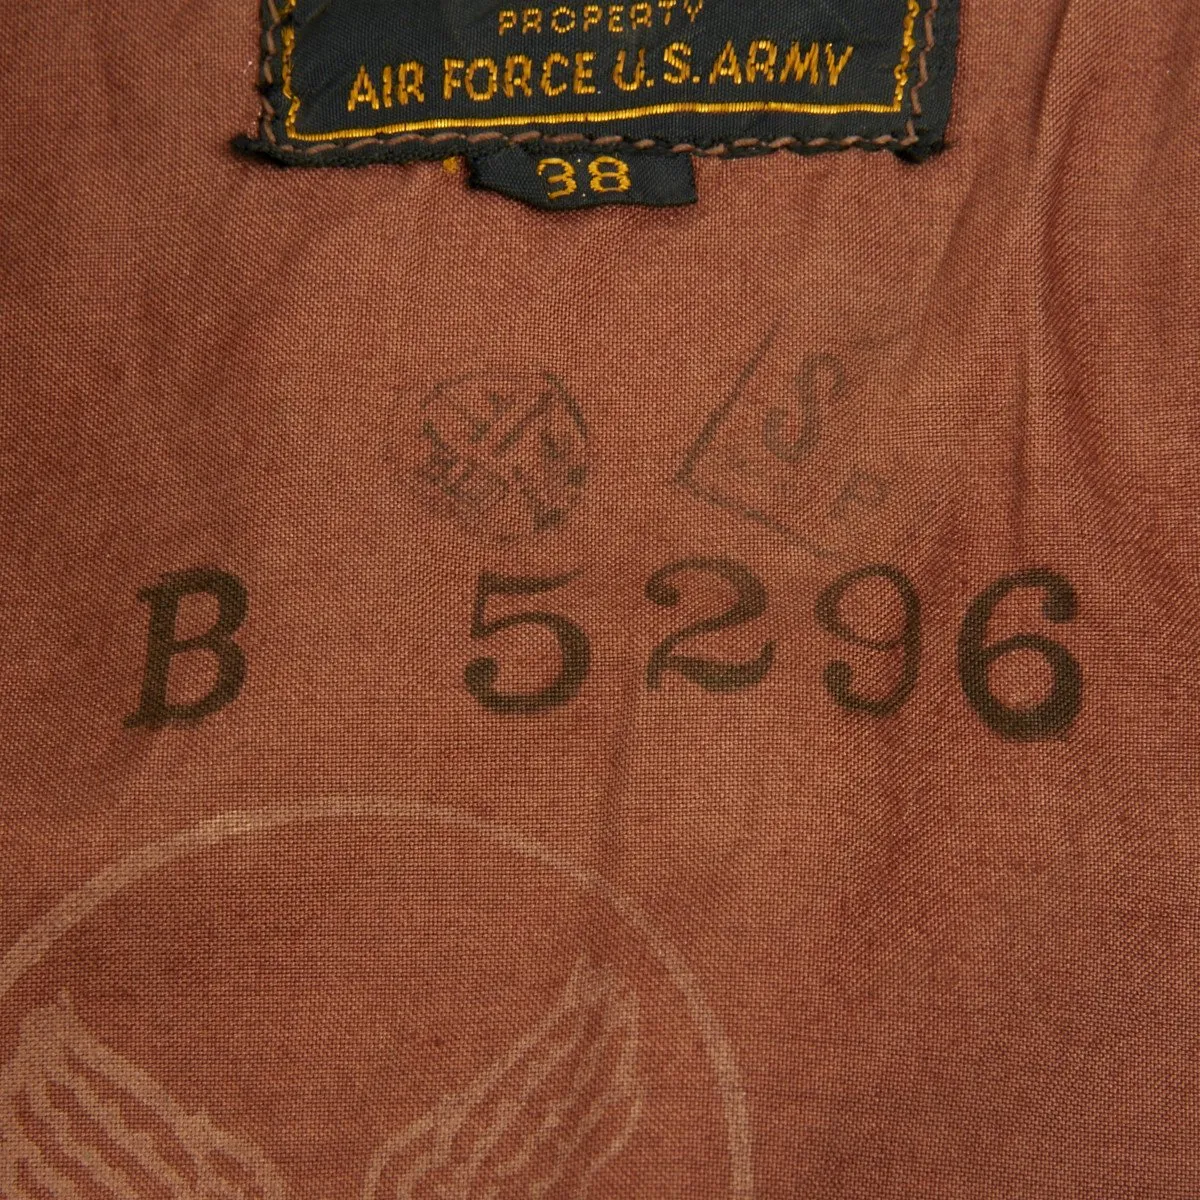 PROPERTY
AIR FORCE U.S. ARMY
38
S
P
B 5296